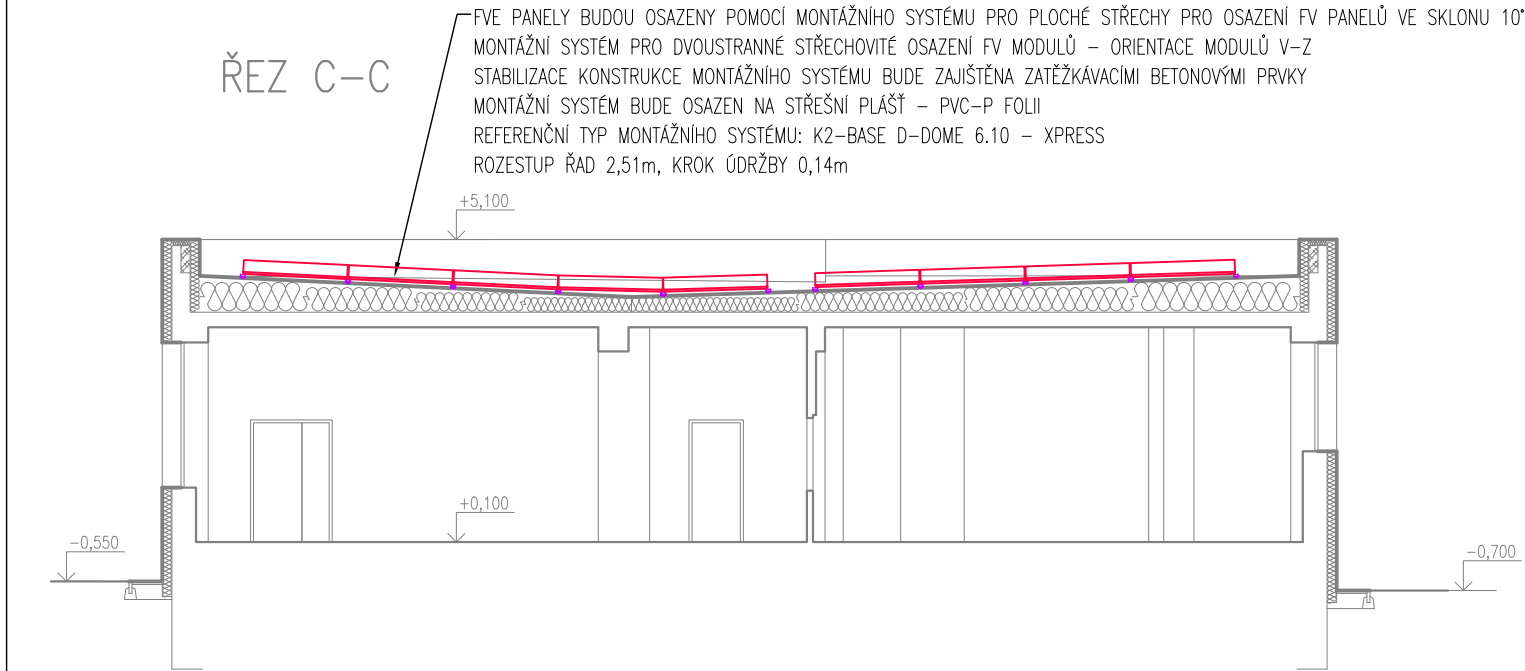 FVE PANELY BUDOU OSAZENY POMOCÍ MONTÁŽNÍHO SYSTÉMU PRO PLOCHÉ STŘECHY PRO OSAZENÍ FV PANELŮ VE SKLONU 10°
MONTÁŽNÍ SYSTÉM PRO DVOUSTRANNÉ STŘECHOVITÉ OSAZENÍ FV MODULŮ – ORIENTACE MODULŮ V–Z
STABILIZACE KONSTRUKCE MONTÁŽNÍHO SYSTÉMU BUDE ZAJIŠTĚNA ZATĚŽKÁVACÍMI BETONOVÝMI PRVKY
MONTÁŽNÍ SYSTÉM BUDE OSAZEN NA STŘEŠNÍ PLÁŠŤ – PVC–P FOLII
REFERENČNÍ TYP MONTÁŽNÍHO SYSTÉMU: K2–BASE D–DOME 6.10 – XPRESS
ROZESTUP ŘAD 2,51m, KROK ÚDRŽBY 0,14m
ŘEZ C–C
+5,100
+0,100
–0,550
–0,700